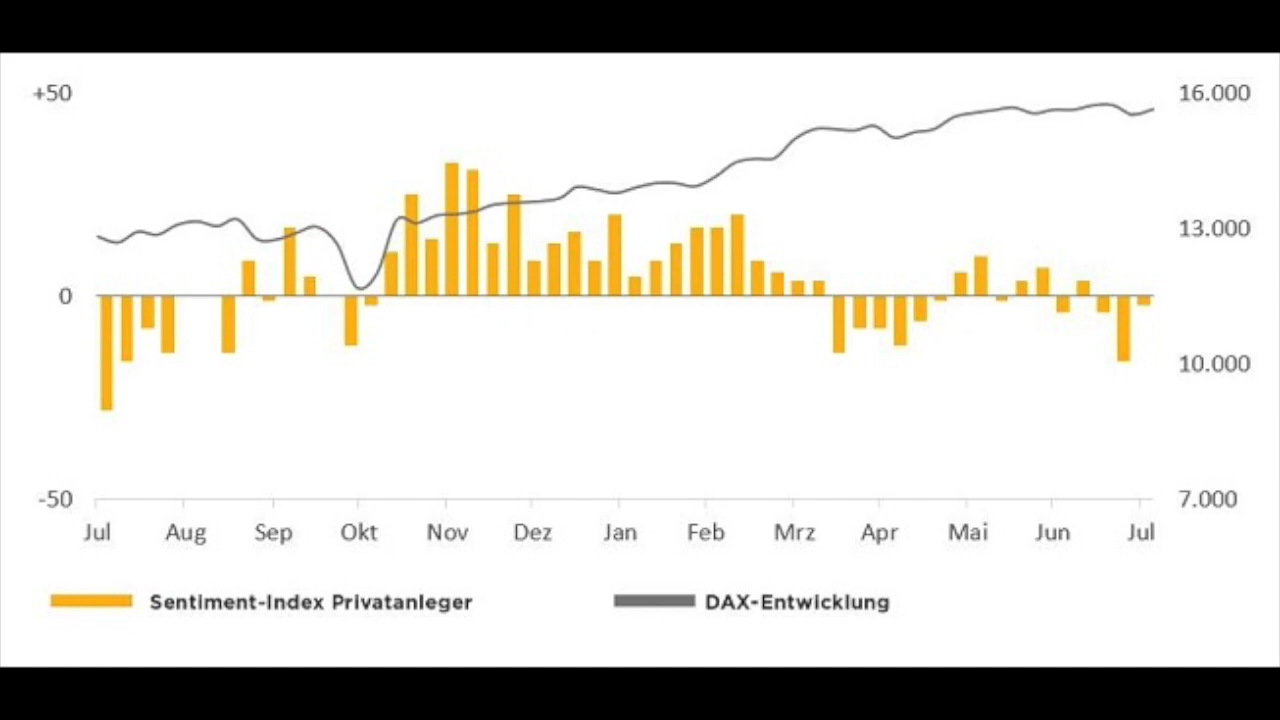 +50 16.000
13.000
0
10.000
-50 7.000
Jul Aug Sep Okt Nov Dez Jan Feb Mrz Apr Mai Jun Jul
Sentiment-Index Privatanleger DAX-Entwicklung